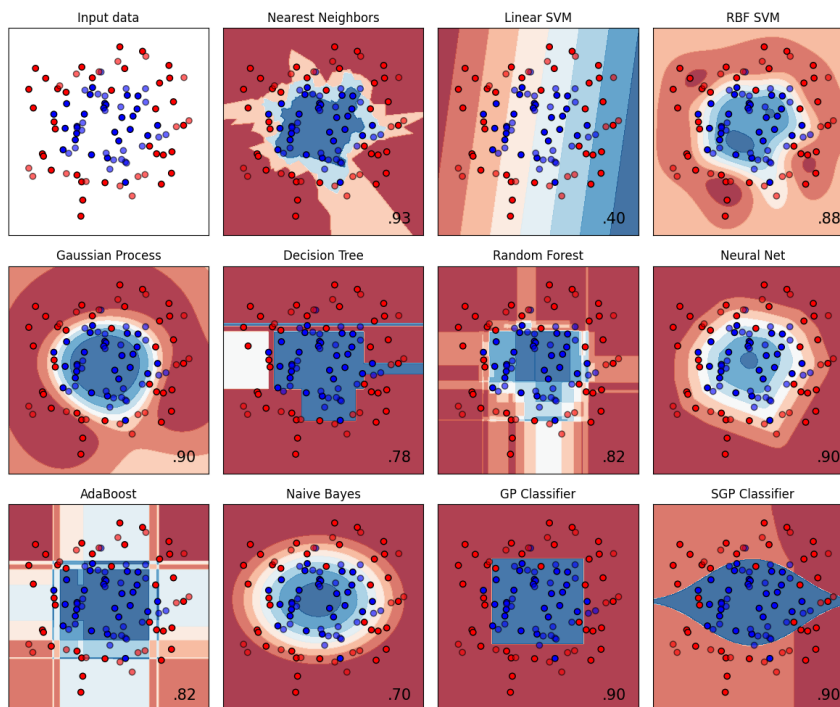 Input data
Nearest Neighbors
Linear SVM
RBF SVM
.93
.40
.88
Gaussian Process
Decision Tree
Random Forest
Neural Net
.90
.78
.82
.90
AdaBoost
Naive Bayes
GP Classifier
SGP Classifier
.82
.70
.90
.90